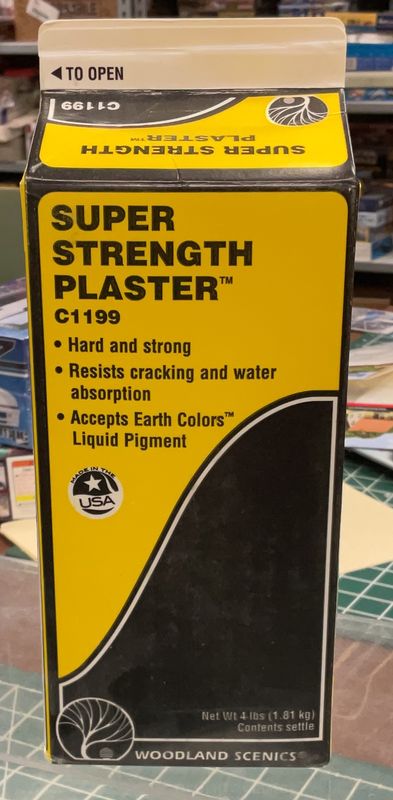 ◄ TO OPEN
C1199
SUPER STRENGTH
PLASTER™
SUPER
STRENGTH
PLASTER™
C1199
• Hard and strong
• Resists cracking and water
absorption
• Accepts Earth Colors™
Liquid Pigment
MADE IN THE
USA
Net Wt 4 lbs (1.81 kg)
Contents settle
WOODLAND SCENICS®